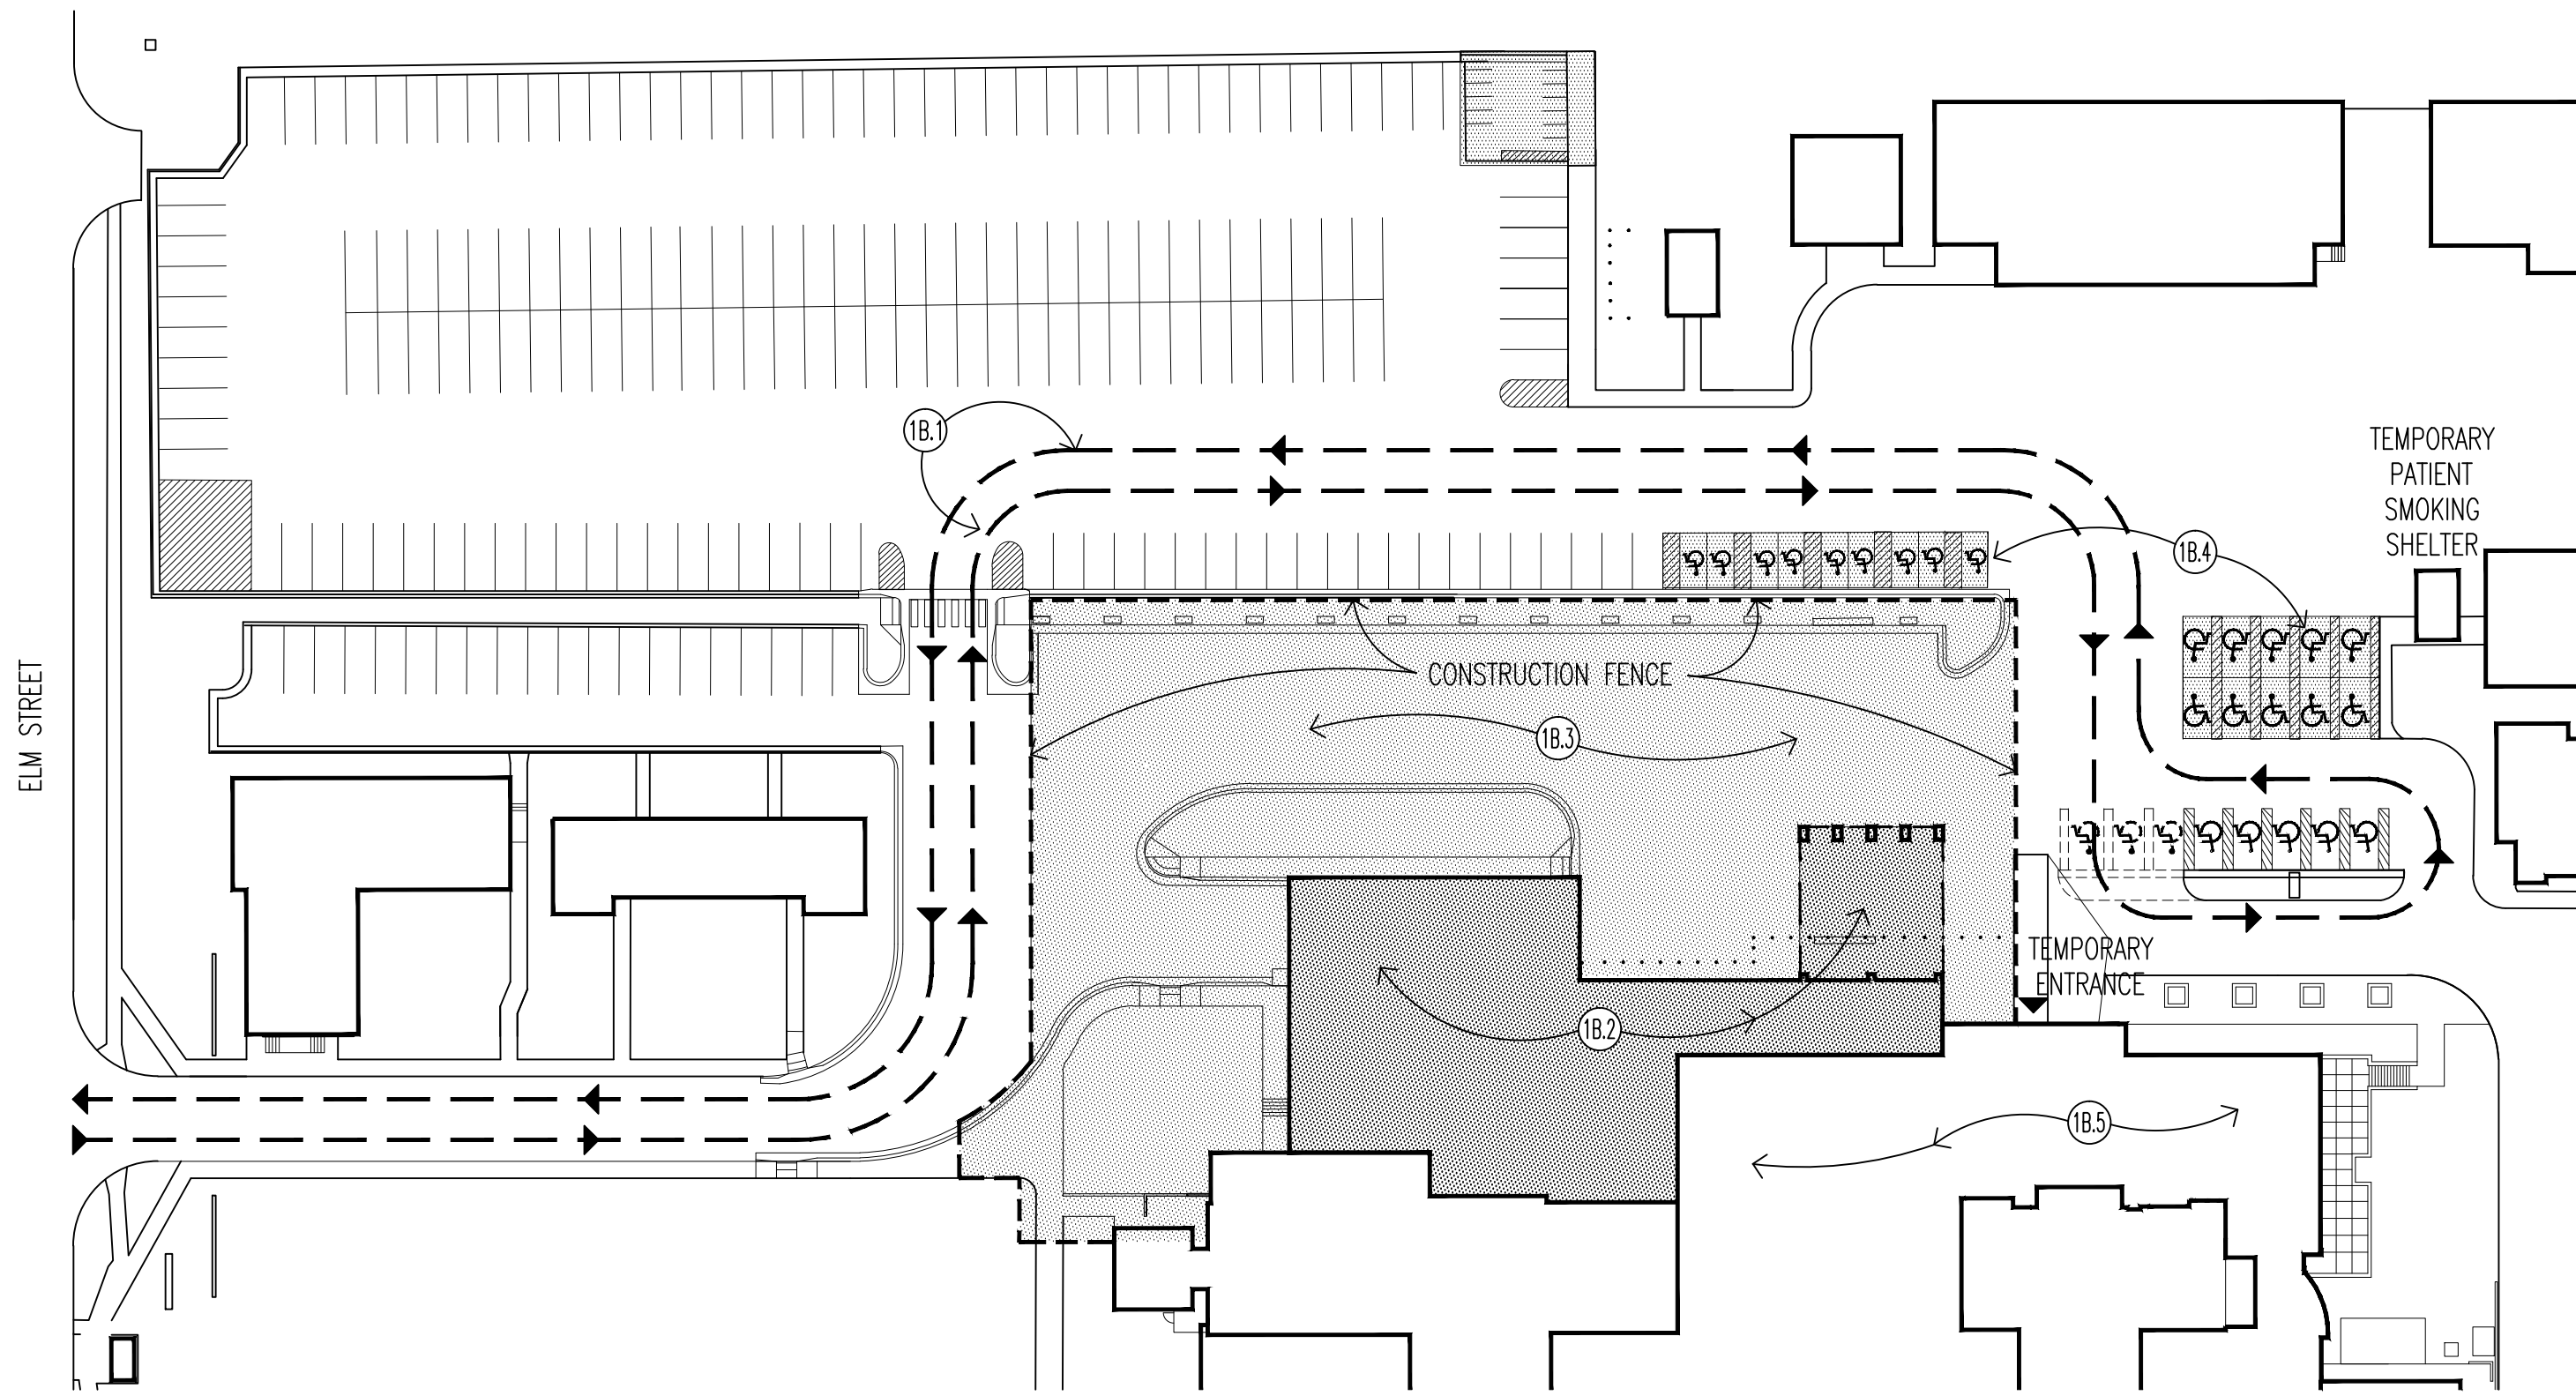 1B.1
TEMPORARY
PATIENT
SMOKING
SHELTER
1B.4
ELM STREET
CONSTRUCTION FENCE
1B.3
TEMPORARY
ENTRANCE
1B.2
1B.5